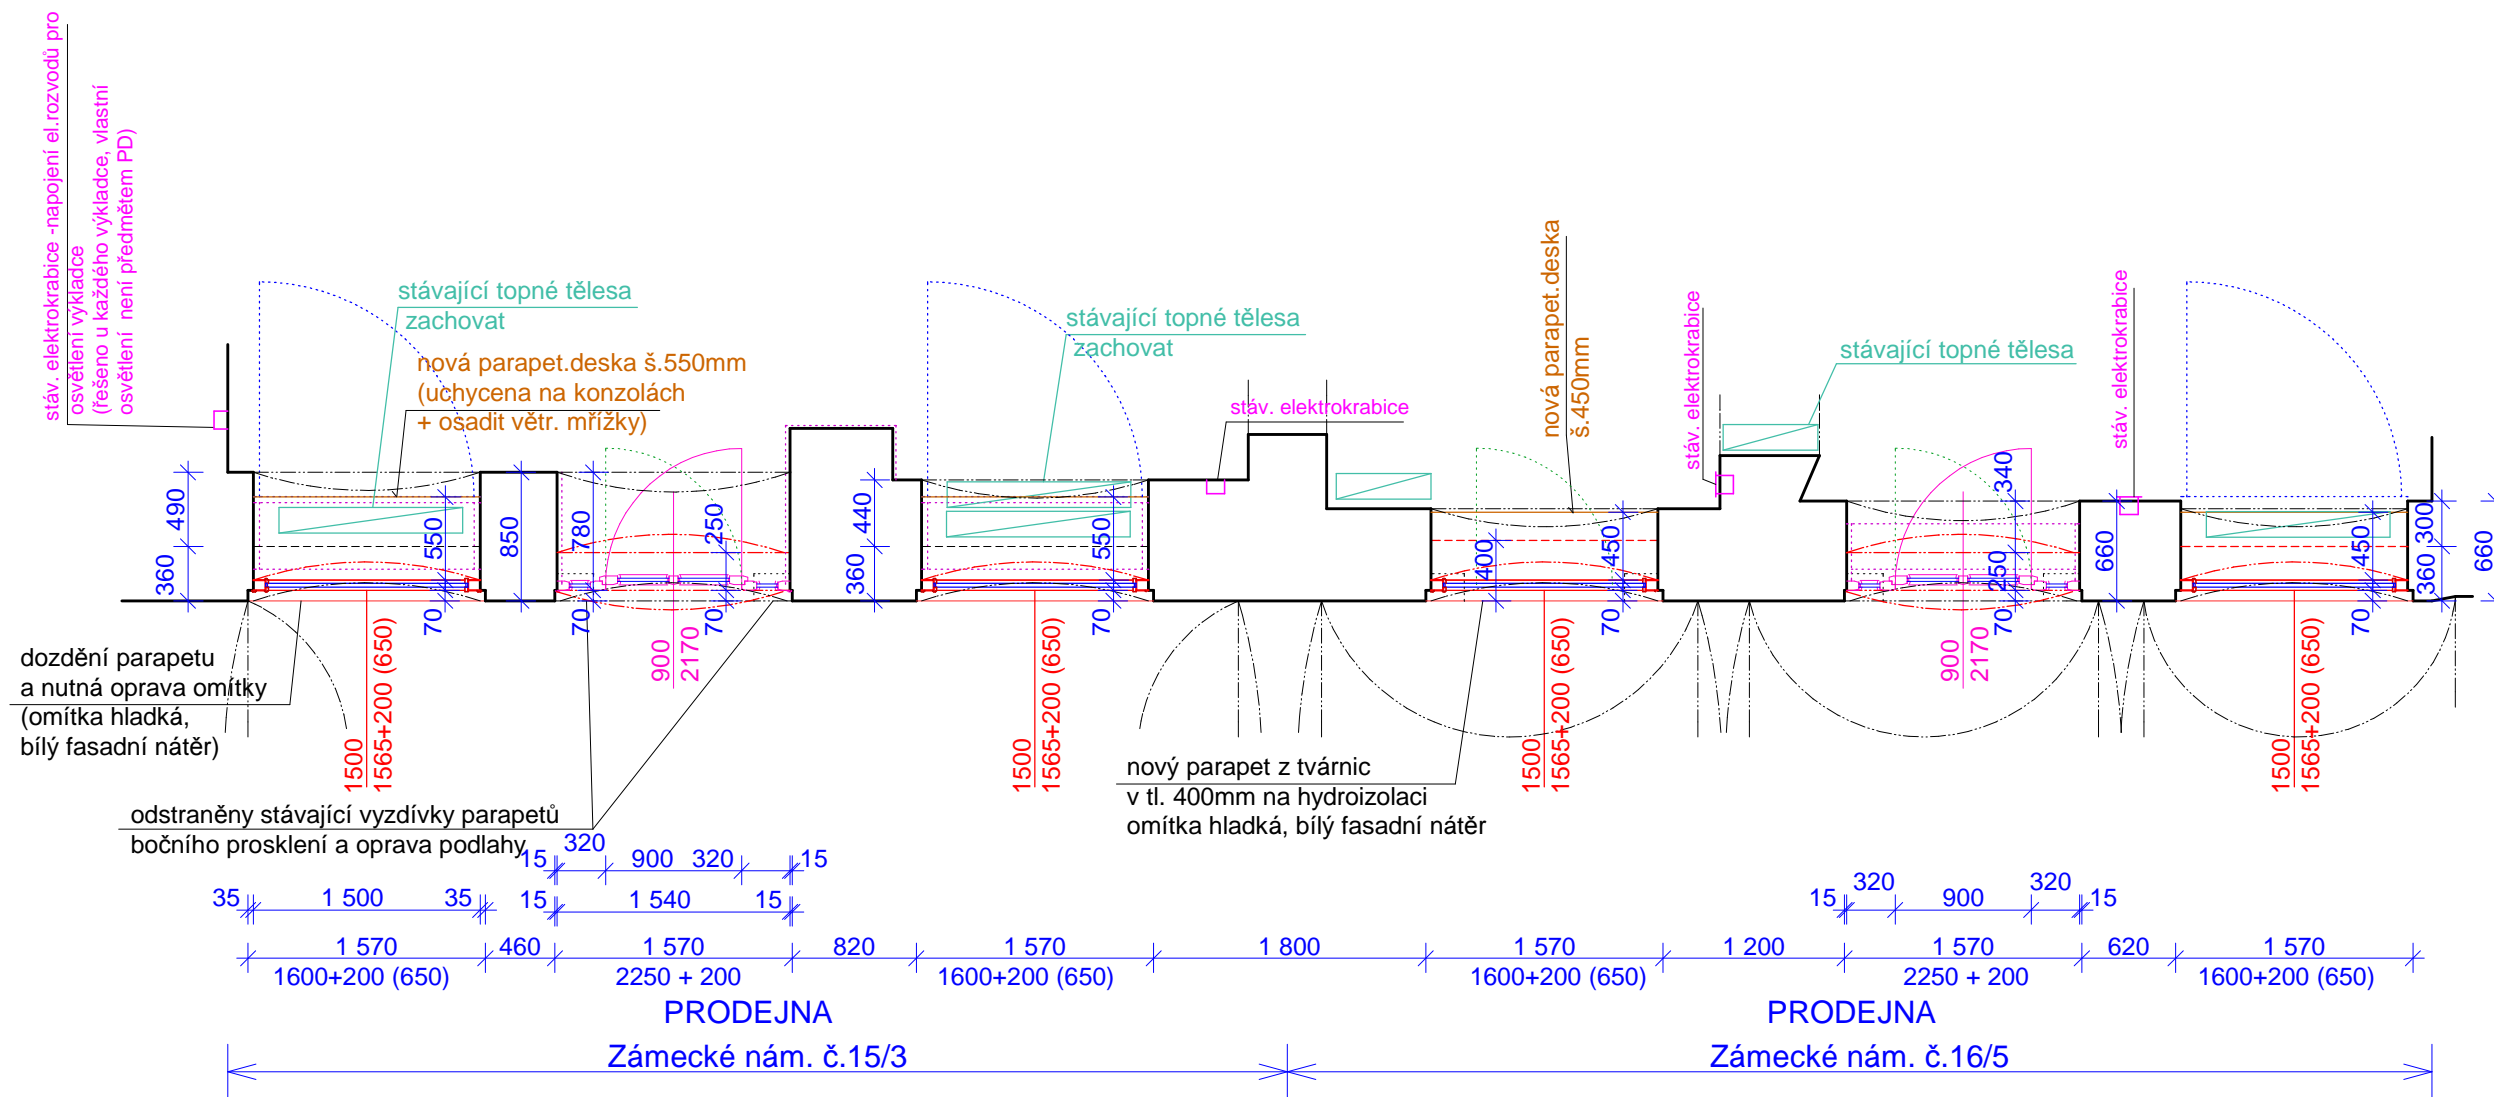 stáv. elektrokrabice -napojení el.rozvodů pro
osvětlení výkladce
(řešeno u každého výkladce, vlastní
osvětlení  není předmětem PD)
stávající topné tělesa
zachovat
nová parapet.deska š.550mm
(uchycena na konzolách
+ osadit větr. mřížky)
stávající topné tělesa
zachovat
stáv. elektrokrabice
nová parapet.deska
š.450mm
stáv. elektrokrabice
stávající topné tělesa
stáv. elektrokrabice
490
360
550
70
850
780
70
250
70
440
360
550
70
400
450
70
340
250
70
660
450
70
300
360
660
1500
1565+200 (650)
900
2170
1500
1565+200 (650)
1500
1565+200 (650)
900
2170
1500
1565+200 (650)
dozdění parapetu
a nutná oprava omítky
(omítka hladká,
bílý fasadní nátěr)
odstraněny stávající vyzdívky parapetů
bočního prosklení a oprava podlahy
nový parapet z tvárnic
v tl. 400mm na hydroizolaci
omítka hladká, bílý fasadní nátěr
15 320 900 320 15
15 320 900 320 15
35 1 500 35 15 1 540 15
1 570 460 1 570 820 1 570 1 800 1 570 1 200 1 570 620 1 570
1600+200 (650) 2250 + 200 1600+200 (650) 1600+200 (650) 2250 + 200 1600+200 (650)
PRODEJNA PRODEJNA
Zámecké nám. č.15/3 Zámecké nám. č.16/5